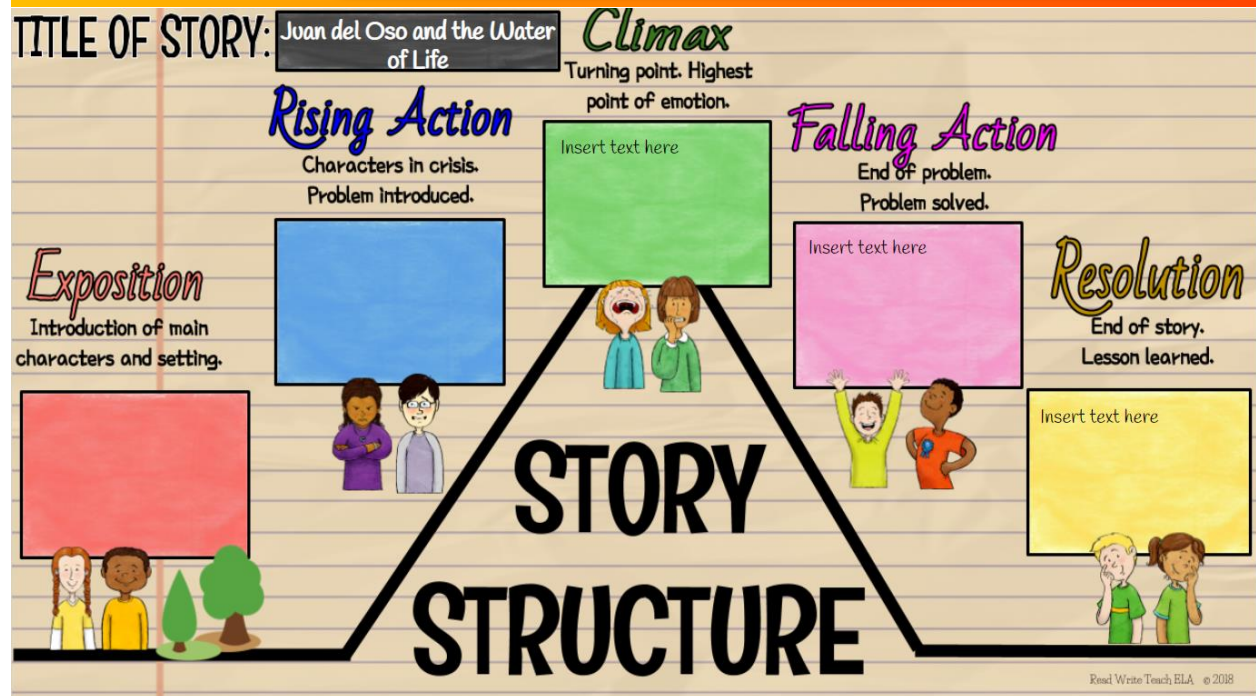 TITLE OF STORY:
Juan del Oso and the Water
of Life
Exposition
Introduction of main
characters and setting.
Rising Action
Characters in crisis.
Problem introduced.
Climax
Turning point. Highest
point of emotion.
Insert text here
Falling Action
End of problem.
Problem solved.
Insert text here
Resolution
End of story.
Lesson learned.
Insert text here
STORY
STRUCTURE
Read Write Teach ELA © 2018